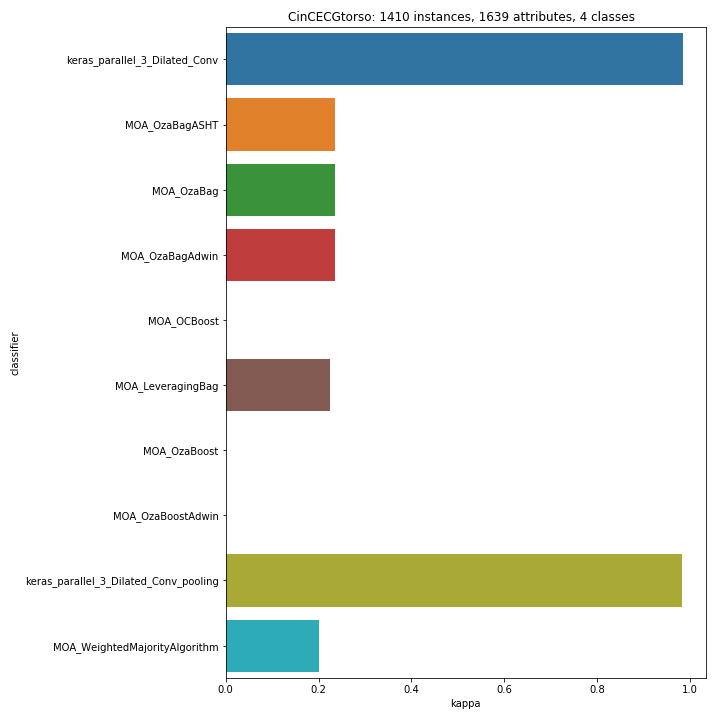 CinCECGtorso: 1410 instances, 1639 attributes, 4 classes
keras_parallel_3_Dilated_Conv
MOA_OzaBagASHT
MOA_OzaBag
MOA_OzaBagAdwin
MOA_OCBoost
classifier
MOA_LeveragingBag
MOA_OzaBoost
MOA_OzaBoostAdwin
keras_parallel_3_Dilated_Conv_pooling
MOA_WeightedMajorityAlgorithm
0.0 0.2 0.4 0.6 0.8 1.0
kappa